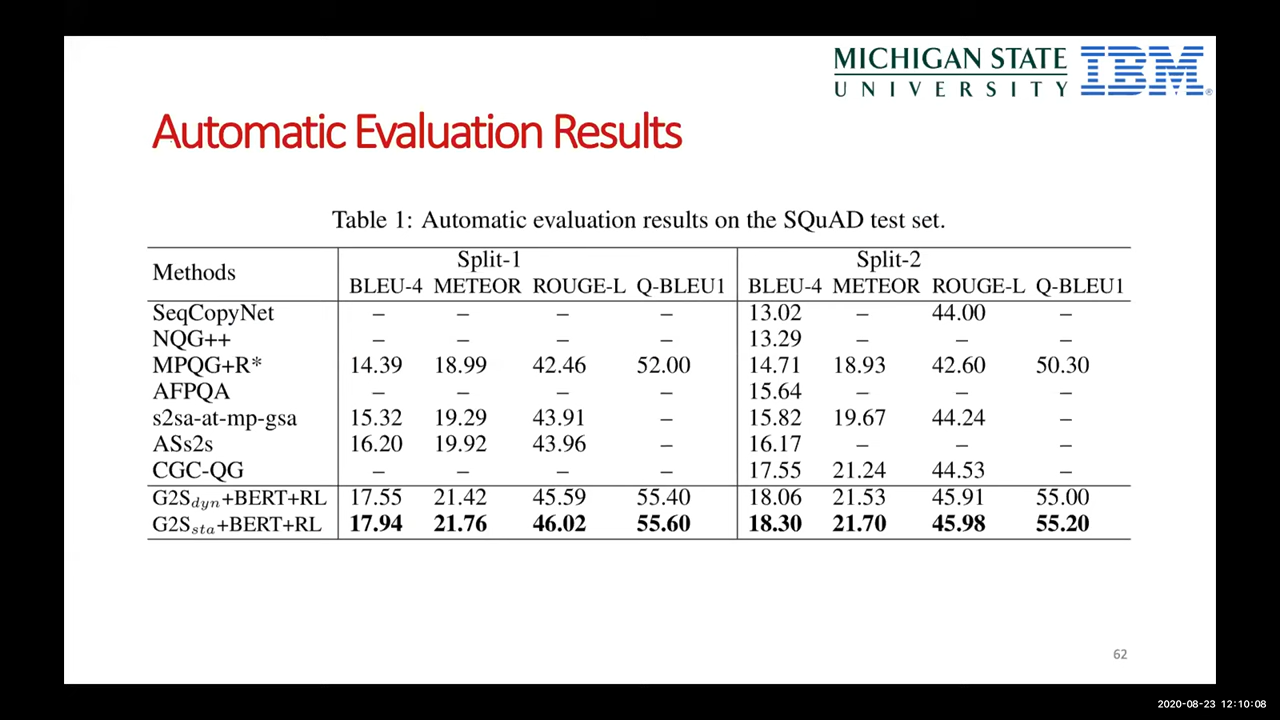 MICHIGAN STATE
UNIVERSITY
IBM®
Automatic Evaluation Results
Table 1: Automatic evaluation results on the SQuAD test set.
Methods Split-1 Split-2
BLEU-4 METEOR ROUGE-L Q-BLEU1 BLEU-4 METEOR ROUGE-L Q-BLEU1
SeqCopyNet – – – – 13.02 – 44.00 –
NQG++ – – – – 13.29 – – –
MPQG+R* 14.39 18.99 42.46 52.00 14.71 18.93 42.60 50.30
AFPQA – – – – 15.64 – – –
s2sa-at-mp-gsa 15.32 19.29 43.91 – 15.82 19.67 44.24 –
ASs2s 16.20 19.92 43.96 – 16.17 – – –
CGC-QG – – – – 17.55 21.24 44.53 –
G2Sdyn+BERT+RL 17.55 21.42 45.59 55.40 18.06 21.53 45.91 55.00
G2Ssta+BERT+RL 17.94 21.76 46.02 55.60 18.30 21.70 45.98 55.20
62
2020-08-23 12:10:08